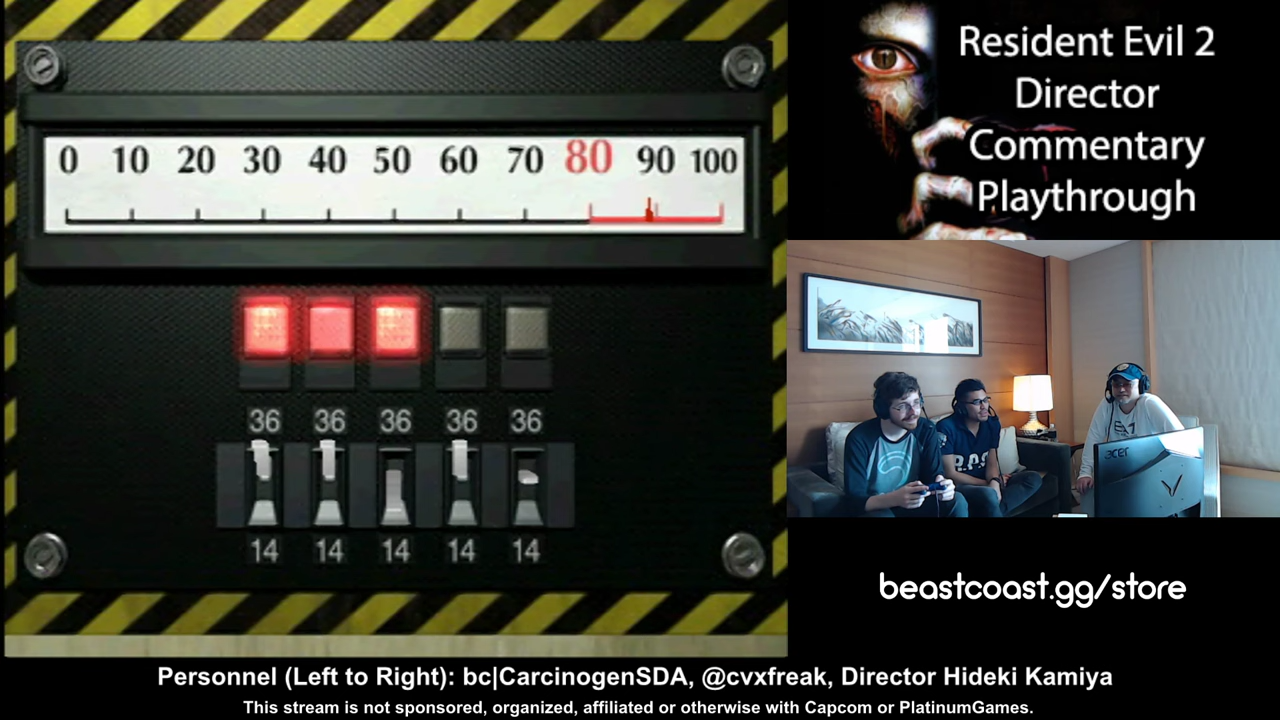 0 10 20 30 40 50 60 70 80 90 100
36 36 36 36 36
14 14 14 14 14
Resident Evil 2
Director
Commentary
Playthrough
R.P.
acer
beastcoast.gg/store
Personnel (Left to Right): bc|CarcinogenSDA, @cvxfreak, Director Hideki Kamiya
This stream is not sponsored, organized, affiliated or otherwise with Capcom or PlatinumGames.